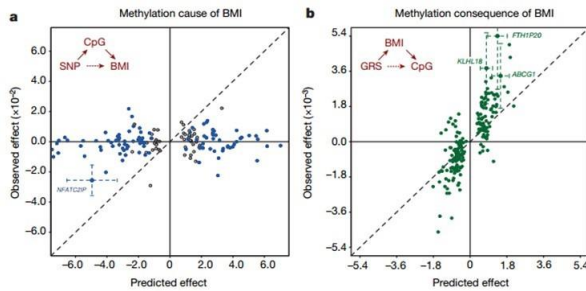 a Methylation cause of BMI
6.0
4.0
2.0
0.0
−2.0
−4.0
−6.0
Observed effect (×10⁻²)
CpG
SNP BMI
NFATC2IP
−6.0 −4.0 −2.0 0 2.0 4.0 6.0
Predicted effect
b Methylation consequence of BMI
5.4
3.6
1.8
0.0
−1.8
−3.6
−5.4
Observed effect (×10⁻³)
BMI
GRS CpG
FTH1P20
KLHL18
ABCG1
−5.4 −3.6 −1.8 0 1.8 3.6 5.4
Predicted effect